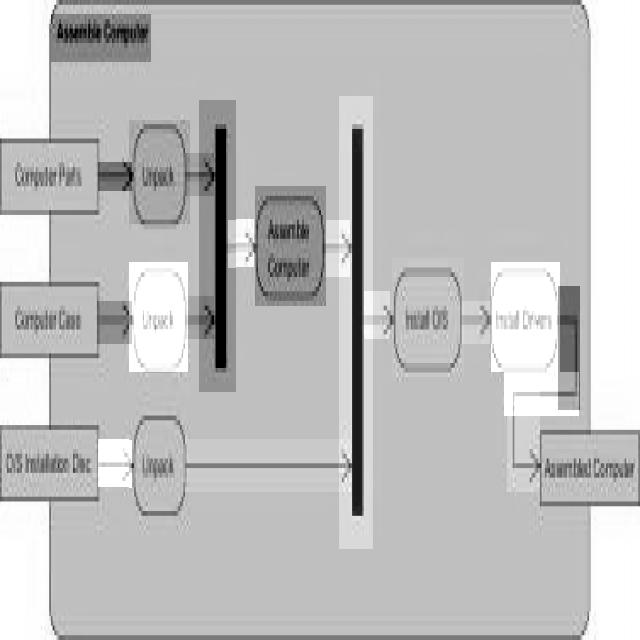 Assemble Computer
Computer Parts
Unpack
Assemble
Computer
Computer Case
Unpack
Install O/S
Install Drivers
O/S Installation Disc
Unpack
Assembled Computer